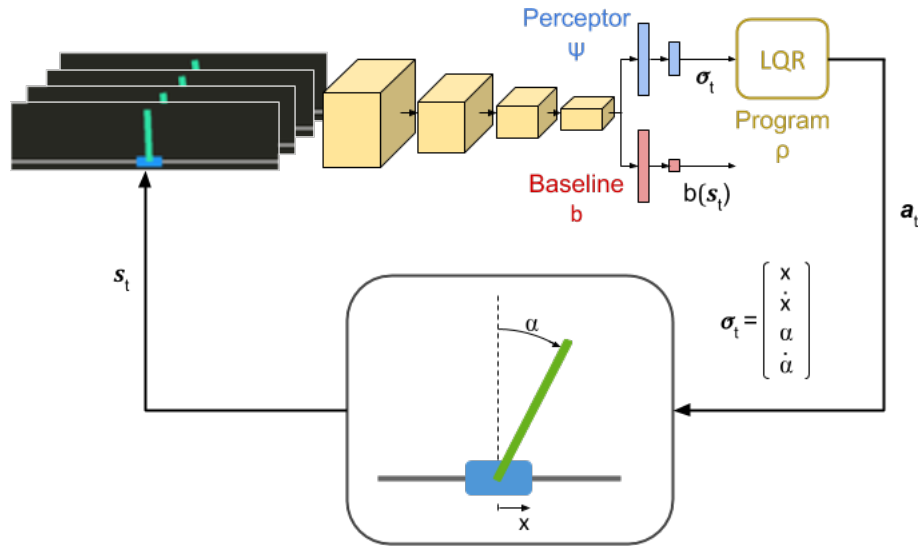 Perceptor
ψ
σt
LQR
Program
ρ
Baseline
b
b(st)
at
st
σt = [x ẋ α α̇]
α
x